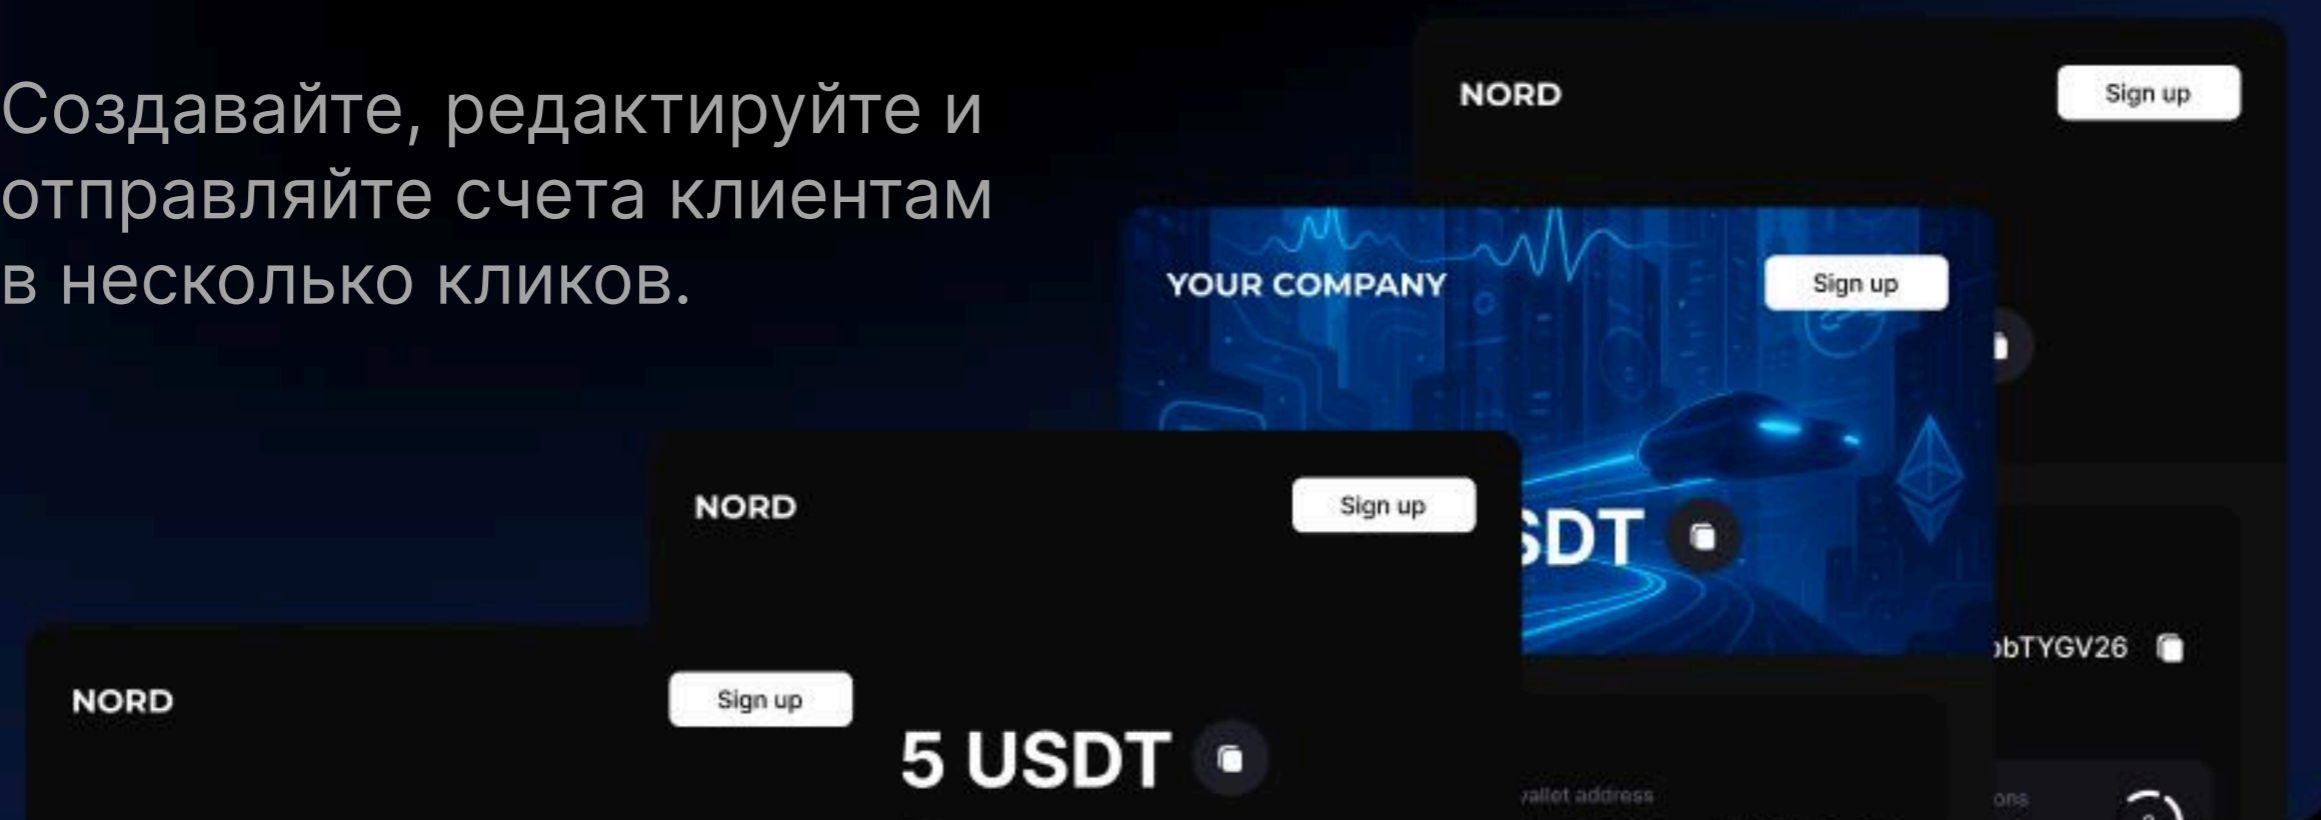 Создавайте, редактируйте и
отправляйте счета клиентам
в несколько кликов.
NORD
Sign up
YOUR COMPANY
Sign up
NORD
Sign up
SDT
bTYGV26
NORD
Sign up
5 USDT
address